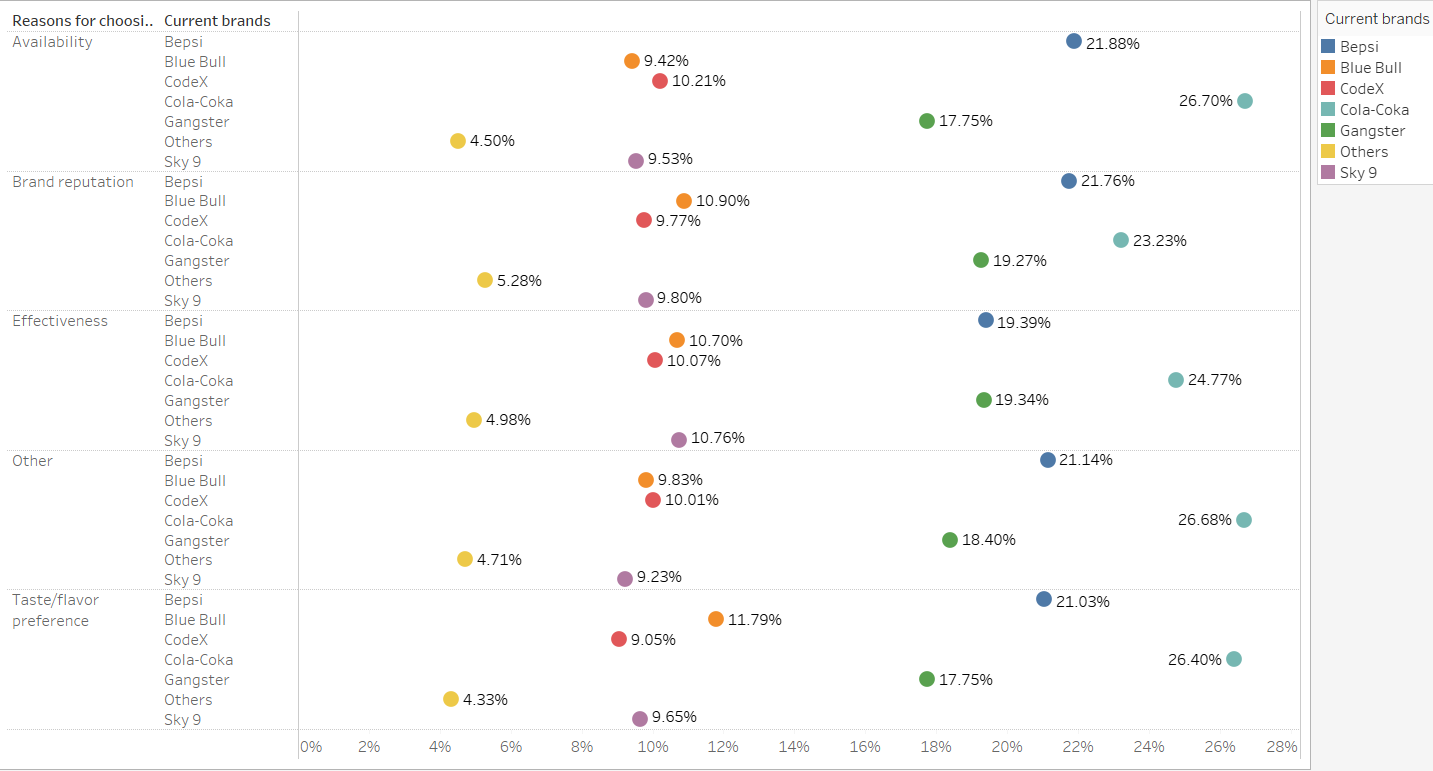 Reasons for choosi.. Current brands
Availability Bepsi 21.88%
Blue Bull 9.42%
CodeX 10.21%
Cola-Coka 26.70%
Gangster 17.75%
Others 4.50%
Sky 9 9.53%
Brand reputation Bepsi 21.76%
Blue Bull 10.90%
CodeX 9.77%
Cola-Coka 23.23%
Gangster 19.27%
Others 5.28%
Sky 9 9.80%
Effectiveness Bepsi 19.39%
Blue Bull 10.70%
CodeX 10.07%
Cola-Coka 24.77%
Gangster 19.34%
Others 4.98%
Sky 9 10.76%
Other Bepsi 21.14%
Blue Bull 9.83%
CodeX 10.01%
Cola-Coka 26.68%
Gangster 18.40%
Others 4.71%
Sky 9 9.23%
Taste/flavor Bepsi 21.03%
preference Blue Bull 11.79%
CodeX 9.05%
Cola-Coka 26.40%
Gangster 17.75%
Others 4.33%
Sky 9 9.65%
0% 2% 4% 6% 8% 10% 12% 14% 16% 18% 20% 22% 24% 26% 28%
Current brands
Bepsi
Blue Bull
CodeX
Cola-Coka
Gangster
Others
Sky 9